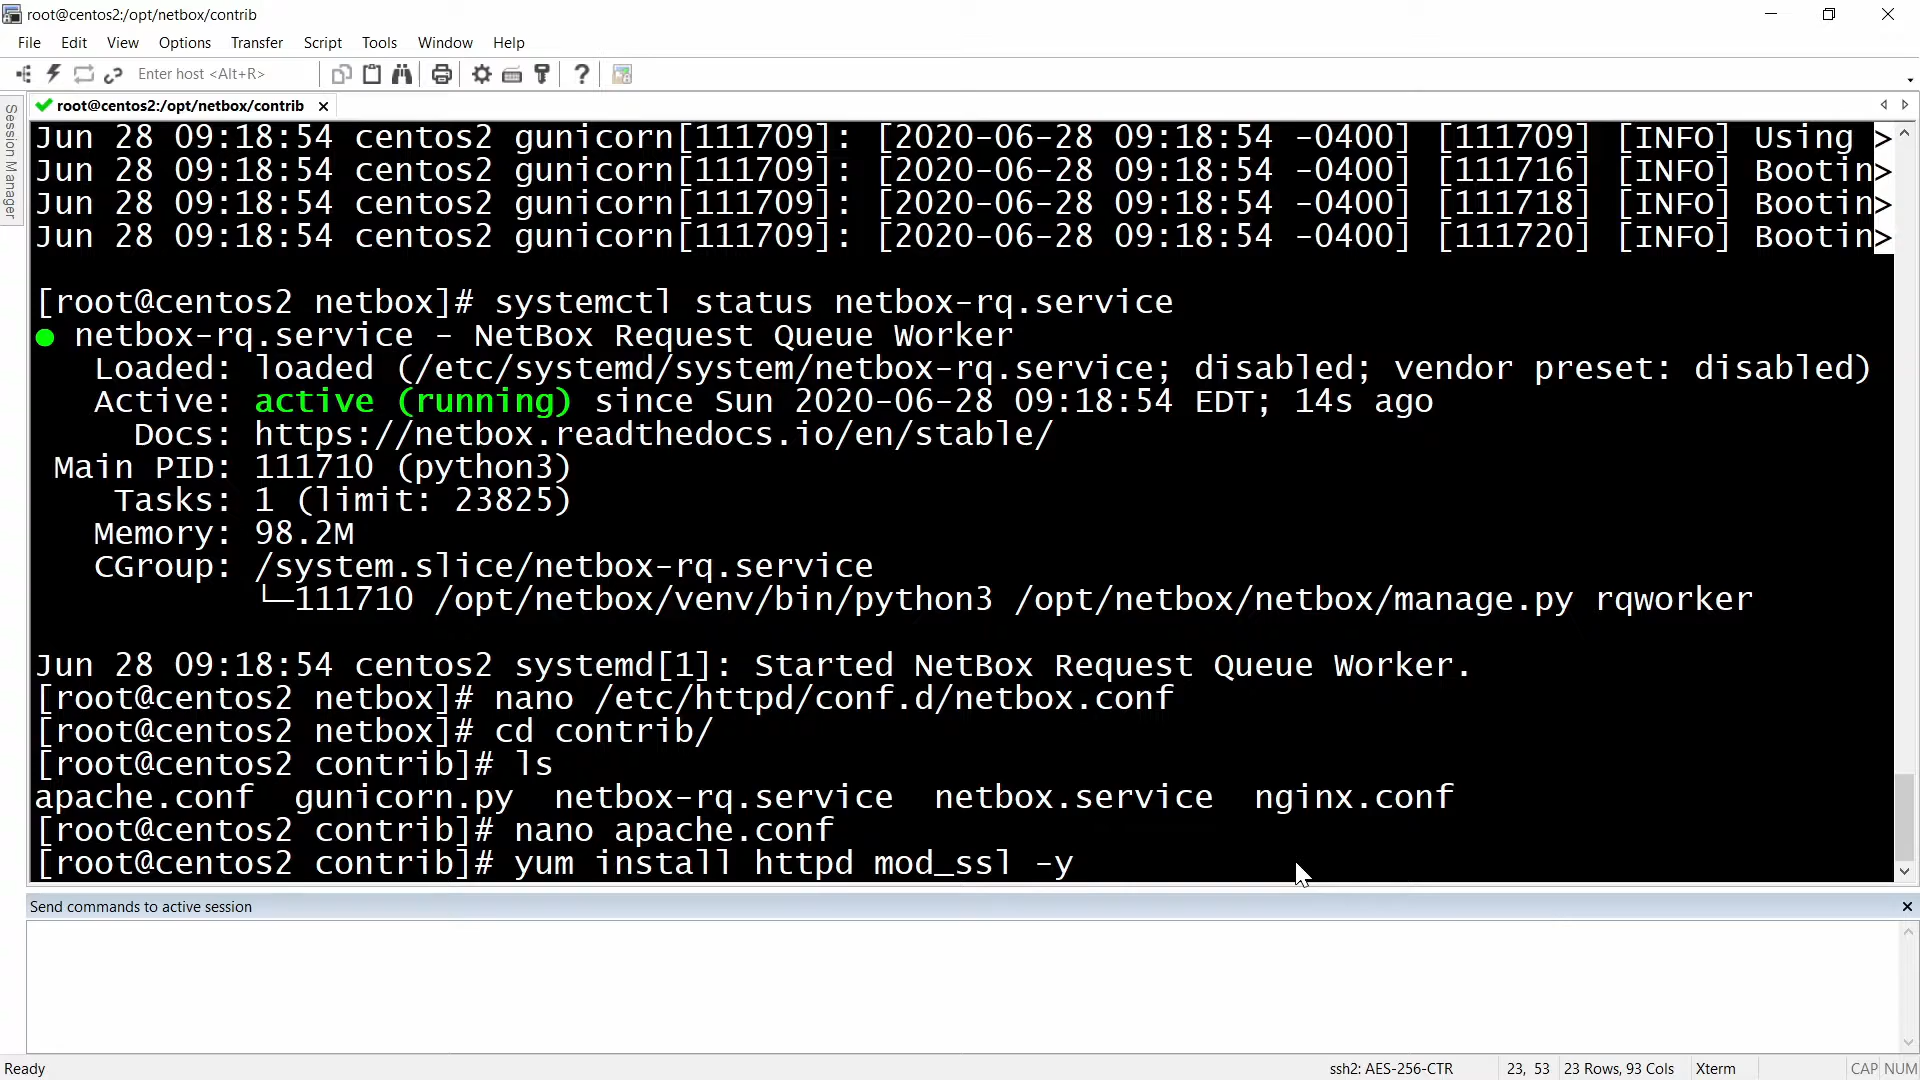 root@centos2:/opt/netbox/contrib
File Edit View Options Transfer Script Tools Window Help
Enter host <Alt+R>
root@centos2:/opt/netbox/contrib
Session Manager
Jun 28 09:18:54 centos2 gunicorn[111709]: [2020-06-28 09:18:54 -0400] [111709] [INFO] Using >
Jun 28 09:18:54 centos2 gunicorn[111709]: [2020-06-28 09:18:54 -0400] [111716] [INFO] Bootin>
Jun 28 09:18:54 centos2 gunicorn[111709]: [2020-06-28 09:18:54 -0400] [111718] [INFO] Bootin>
Jun 28 09:18:54 centos2 gunicorn[111709]: [2020-06-28 09:18:54 -0400] [111720] [INFO] Bootin>
[root@centos2 netbox]# systemctl status netbox-rq.service
● netbox-rq.service - NetBox Request Queue Worker
Loaded: loaded (/etc/systemd/system/netbox-rq.service; disabled; vendor preset: disabled)
Active: active (running) since Sun 2020-06-28 09:18:54 EDT; 14s ago
Docs: https://netbox.readthedocs.io/en/stable/
Main PID: 111710 (python3)
Tasks: 1 (limit: 23825)
Memory: 98.2M
CGroup: /system.slice/netbox-rq.service
└─111710 /opt/netbox/venv/bin/python3 /opt/netbox/netbox/manage.py rqworker
Jun 28 09:18:54 centos2 systemd[1]: Started NetBox Request Queue Worker.
[root@centos2 netbox]# nano /etc/httpd/conf.d/netbox.conf
[root@centos2 netbox]# cd contrib/
[root@centos2 contrib]# ls
apache.conf gunicorn.py netbox-rq.service netbox.service nginx.conf
[root@centos2 contrib]# nano apache.conf
[root@centos2 contrib]# yum install httpd mod_ssl -y
Send commands to active session
Ready ssh2: AES-256-CTR 23, 53 23 Rows, 93 Cols Xterm CAP NUM